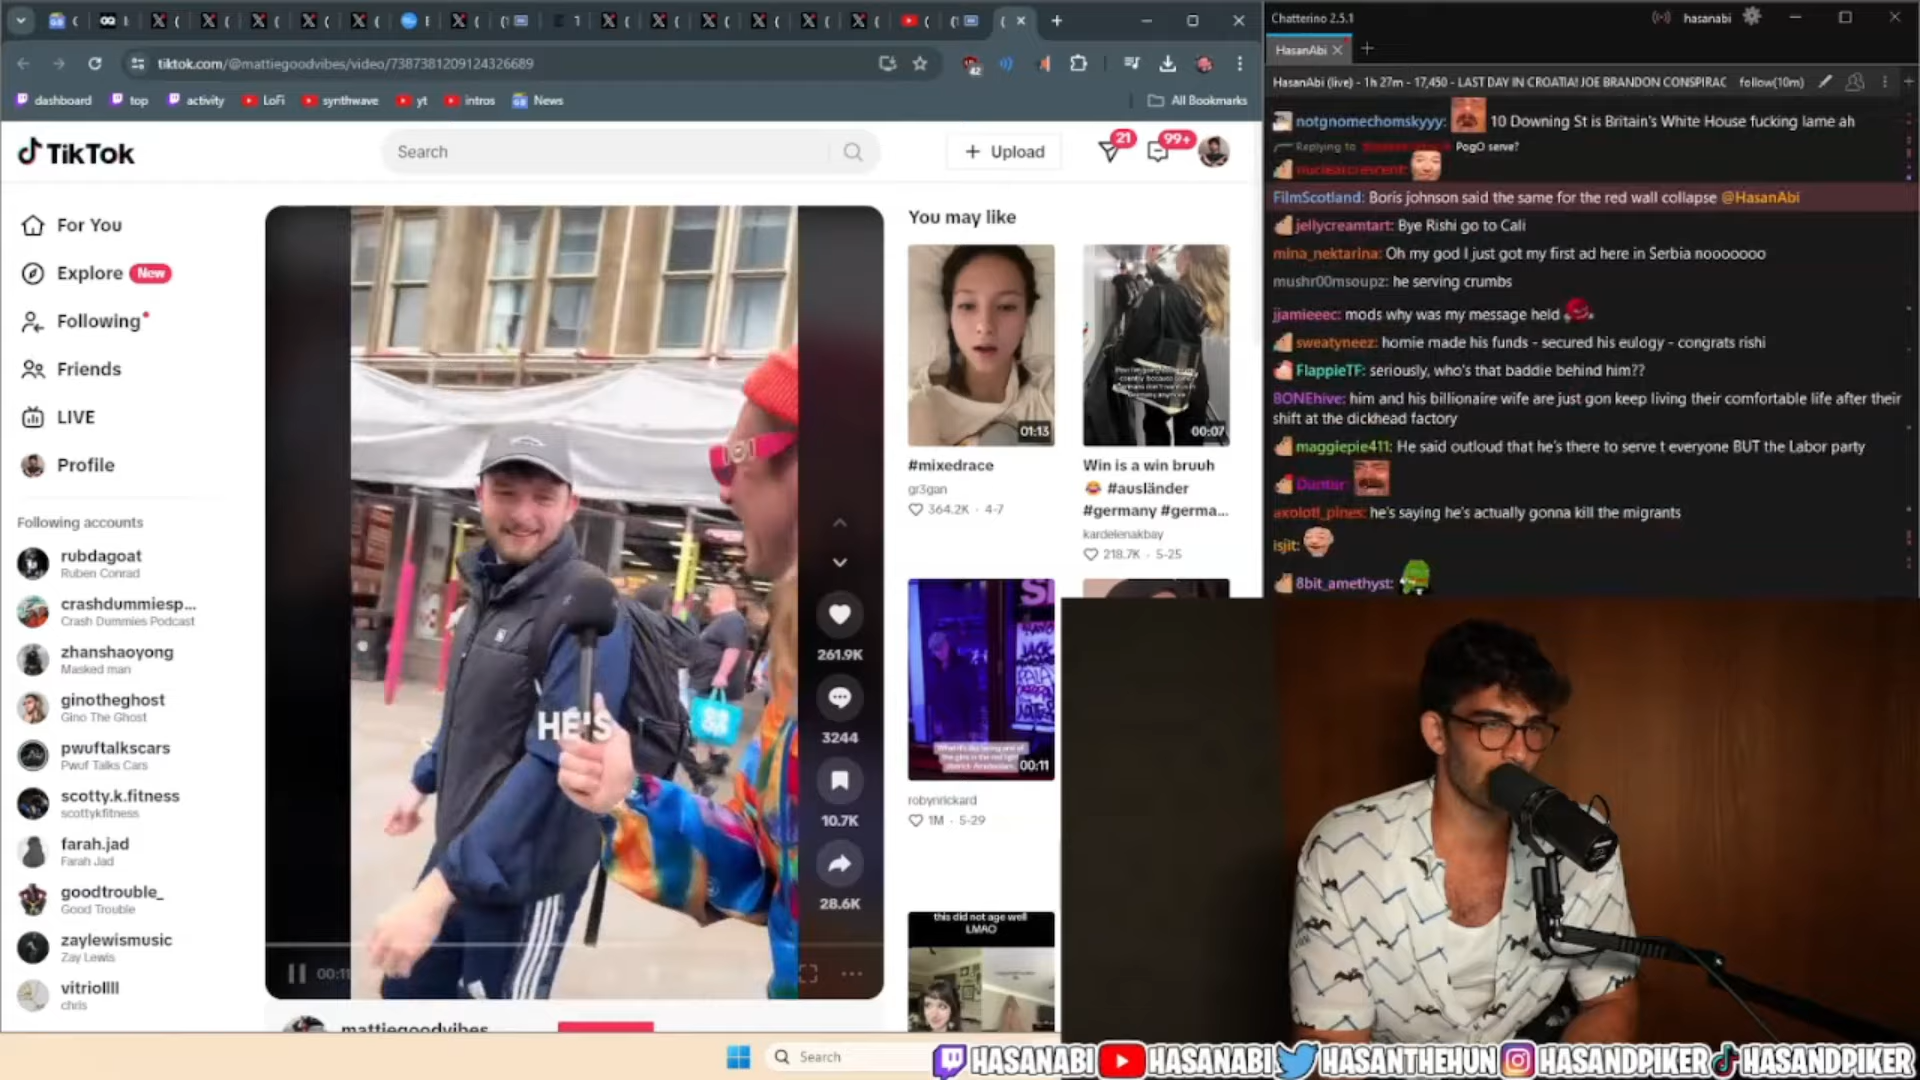 tiktok.com/@mattiegoodvibes/video/7387381209124326689
42
dashboard
top
activity
LoFi
synthwave
yt
intros
News
All Bookmarks
TikTok
Search
Upload
21
99+
For You
Explore New
Following
Friends
LIVE
Profile
Following accounts
rubdagoat
Ruben Conrad
crashdummiesp...
Crash Dummies Podcast
zhanshaoyong
Masked man
ginotheghost
Gino The Ghost
pwuftalkscars
Pwuf Talks Cars
scotty.k.fitness
scottykfitness
farah.jad
Farah Jad
goodtrouble_
Good Trouble
zaylewismusic
Zay Lewis
vitriollll
chris
HE'S
261.9K
3244
10.7K
28.6K
00:11
mattiegoodvibes
You may like
01:13
#mixedrace
gr3gan
364.2K · 4-7
00:07
Win is a win bruuh
😂 #ausländer
#germany #germa...
kardelenakbay
218.7K · 5-25
00:11
robynrickard
1M · 5-29
this did not age well
LMAO
Search
Chatterino 2.5.1
hasanabi
HasanAbi
HasanAbi (live) - 1h 27m - 17,450 - LAST DAY IN CROATIA! JOE BRANDON CONSPIRAC follow(10m)
notgnomechomskyyy: 10 Downing St is Britain's White House fucking lame ah
Replying to PogO serve?
nuclearcrescent:
FilmScotland: Boris johnson said the same for the red wall collapse @HasanAbi
jellycreamtart: Bye Rishi go to Cali
mina_nektarina: Oh my god I just got my first ad here in Serbia nooooooo
mushr00msoupz: he serving crumbs
jjamieeec: mods why was my message held
sweatyneez: homie made his funds - secured his eulogy - congrats rishi
FlappieTF: seriously, who's that baddie behind him??
BONEhive: him and his billionaire wife are just gon keep living their comfortable life after their
shift at the dickhead factory
maggiepie411: He said outloud that he's there to serve t everyone BUT the Labor party
axolotl_pines: he's saying he's actually gonna kill the migrants
isjit:
8bit_amethyst:
HASANABI HASANABI HASANTHEHUN HASANDPIKER HASANDPIKER